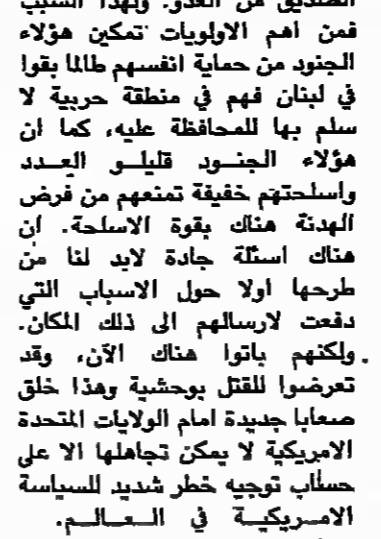 الصديق من العدو. ولهذا السبب
فمن اهم الاولويات تمكين هؤلاء
الجنود من حماية انفسهم طالما بقوا
في لبنان فهم في منطقة حربية لا
سلم بها للمحافظة عليه، كما ان
هؤلاء الجنود قليلو العدد
واسلحتهم خفيفة تمنعهم من فرض
الهدنة هناك بقوة الاسلحة. ان
هناك اسئلة جادة لابد لنا من
طرحها اولا حول الاسباب التي
دفعت لارسالهم الى ذلك المكان.
ولكنهم باتوا هناك الآن، وقد
تعرضوا للقتل بوحشية وهذا خلق
صعابا جديدة امام الولايات المتحدة
الامريكية لا يمكن تجاهلها الا على
حساب توجيه خطر شديد للسياسة
الامريكية في العالم.